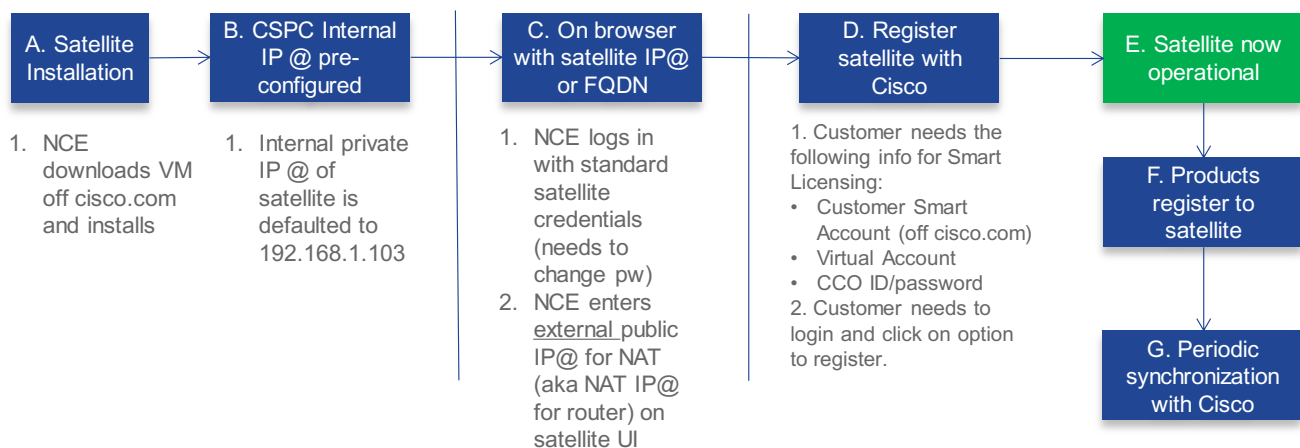 A. Satellite
Installation
1. NCE
downloads VM
off cisco.com
and installs
B. CSPC Internal
IP @ pre-
configured
1. Internal private
IP @ of
satellite is
defaulted to
192.168.1.103
C. On browser
with satellite IP@
or FQDN
1. NCE logs in
with standard
satellite
credentials
(needs to
change pw)
2. NCE enters
external public
IP@ for NAT
(aka NAT IP@
for router) on
satellite UI
D. Register
satellite with
Cisco
1. Customer needs the
following info for Smart
Licensing:
• Customer Smart
Account (off cisco.com)
• Virtual Account
• CCO ID/password
2. Customer needs to
login and click on option
to register.
E. Satellite now
operational
F. Products
register to
satellite
G. Periodic
synchronization
with Cisco